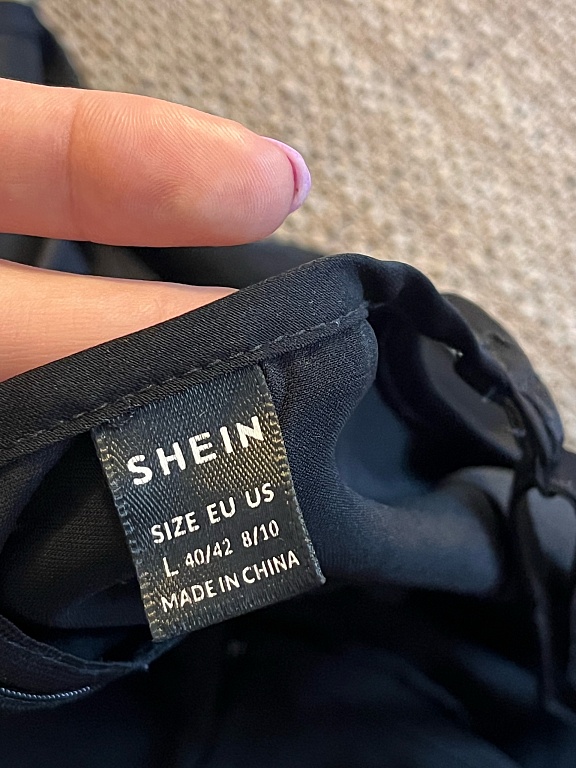 SHEIN
SIZE EU US
L 40/42 8/10
MADE IN CHINA